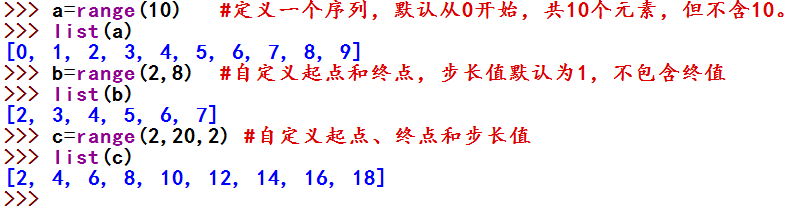 >>> a=range(10)   #定义一个序列，默认从0开始，共10个元素，但不含10。
>>> list(a)
[0, 1, 2, 3, 4, 5, 6, 7, 8, 9]
>>> b=range(2,8)  #自定义起点和终点，步长值默认为1，不包含终值
>>> list(b)
[2, 3, 4, 5, 6, 7]
>>> c=range(2,20,2) #自定义起点、终点和步长值
>>> list(c)
[2, 4, 6, 8, 10, 12, 14, 16, 18]
>>>